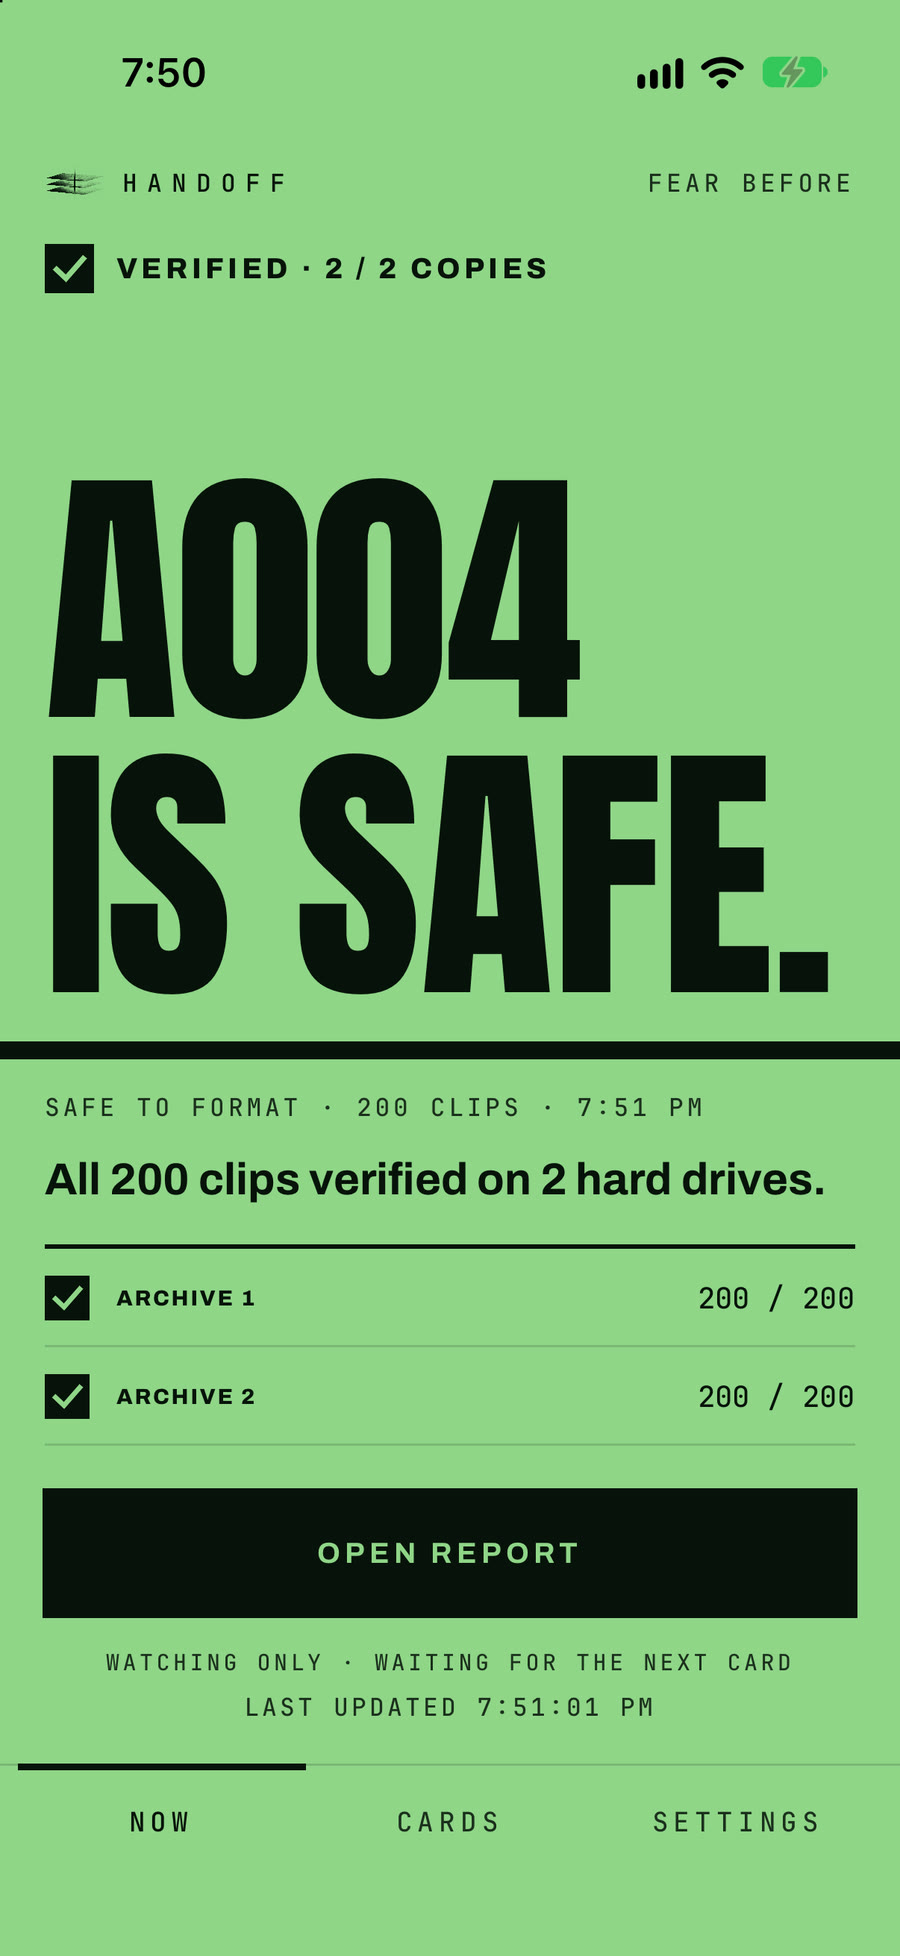 7:50
HANDOFF FEAR BEFORE
VERIFIED · 2 / 2 COPIES
A004
IS SAFE.
SAFE TO FORMAT · 200 CLIPS · 7:51 PM
All 200 clips verified on 2 hard drives.
ARCHIVE 1 200 / 200
ARCHIVE 2 200 / 200
OPEN REPORT
WATCHING ONLY · WAITING FOR THE NEXT CARD
LAST UPDATED 7:51:01 PM
NOW CARDS SETTINGS